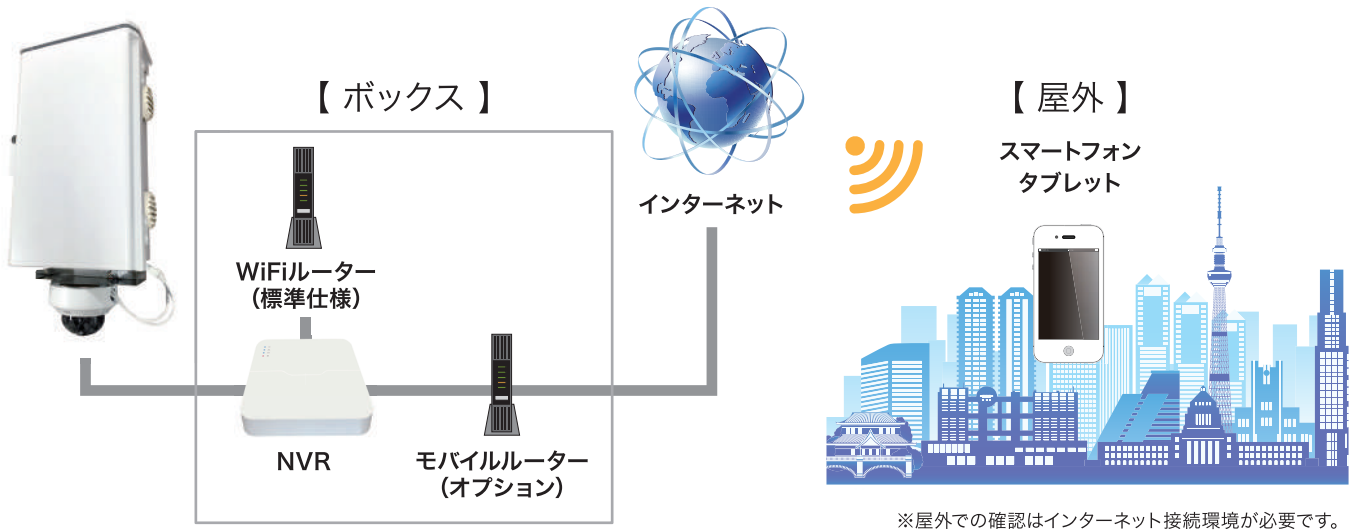 【 ボックス 】
WiFiルーター
（標準仕様）
NVR
モバイルルーター
（オプション）
インターネット
【 屋外 】
スマートフォン
タブレット
※屋外での確認はインターネット接続環境が必要です。